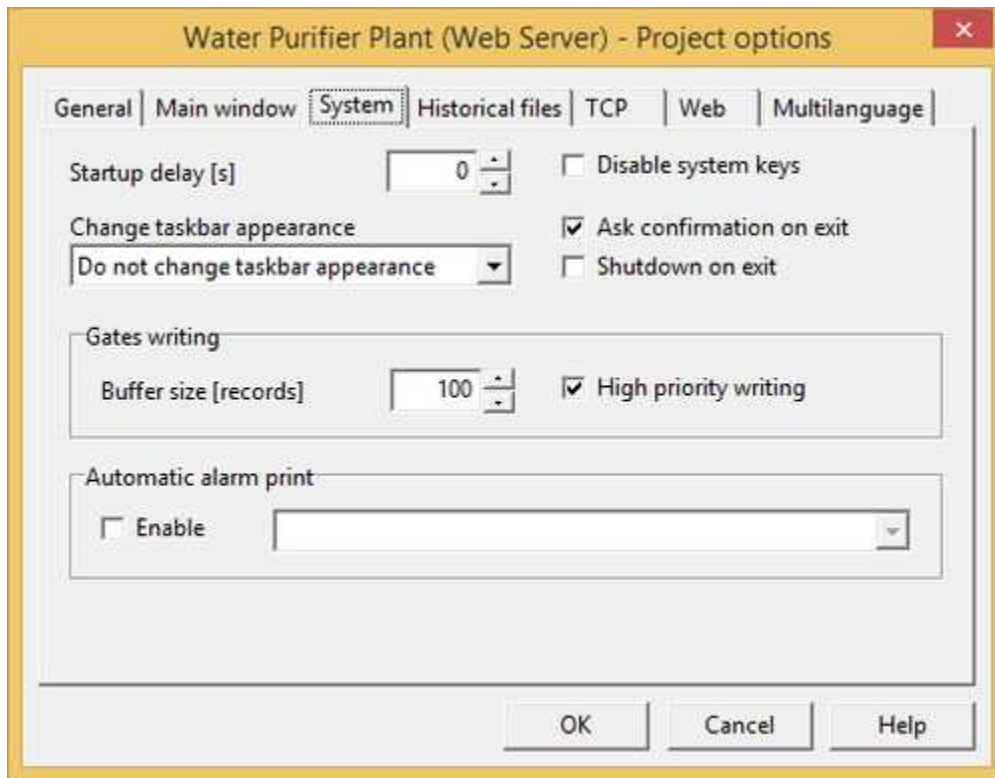 Water Purifier Plant (Web Server) - Project options
General Main window System Historical files TCP Web Multilanguage
Startup delay [s] 0 Disable system keys
Change taskbar appearance Ask confirmation on exit
Do not change taskbar appearance Shutdown on exit
Gates writing
Buffer size [records] 100 High priority writing
Automatic alarm print
Enable
OK Cancel Help